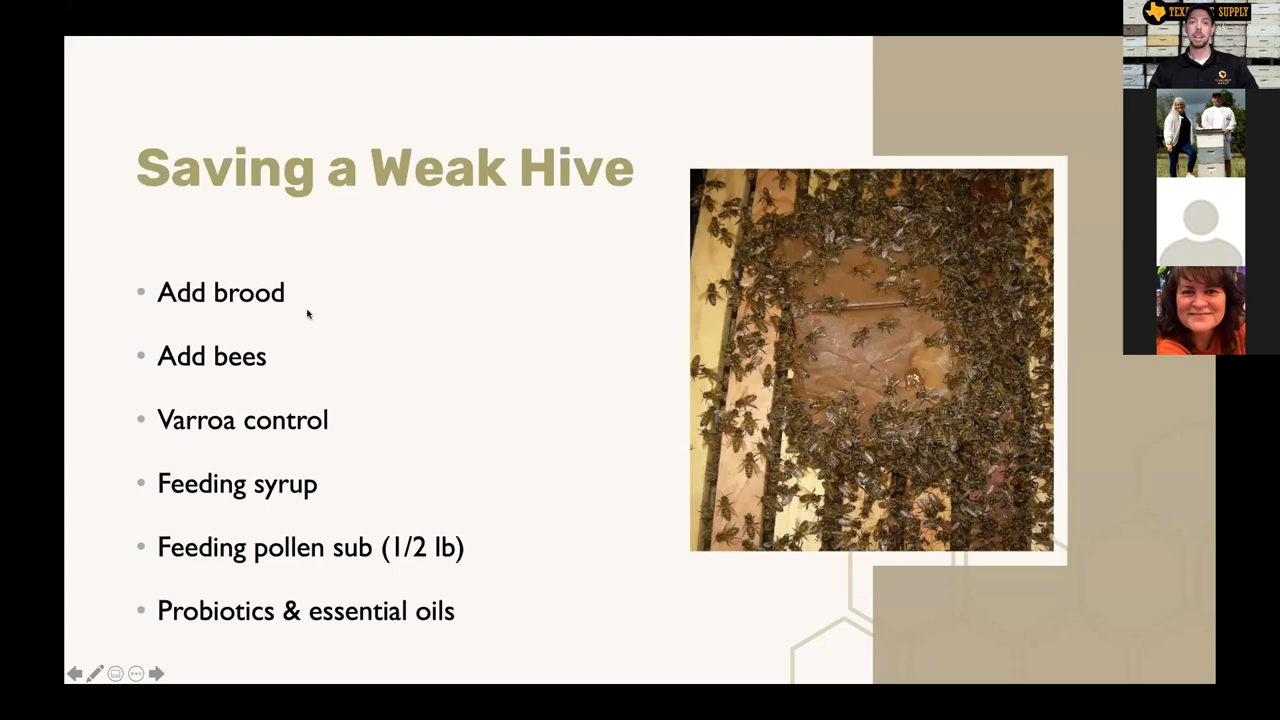 Saving a Weak Hive
Add brood
Add bees
Varroa control
Feeding syrup
Feeding pollen sub (1/2 lb)
Probiotics & essential oils
SUPPLY